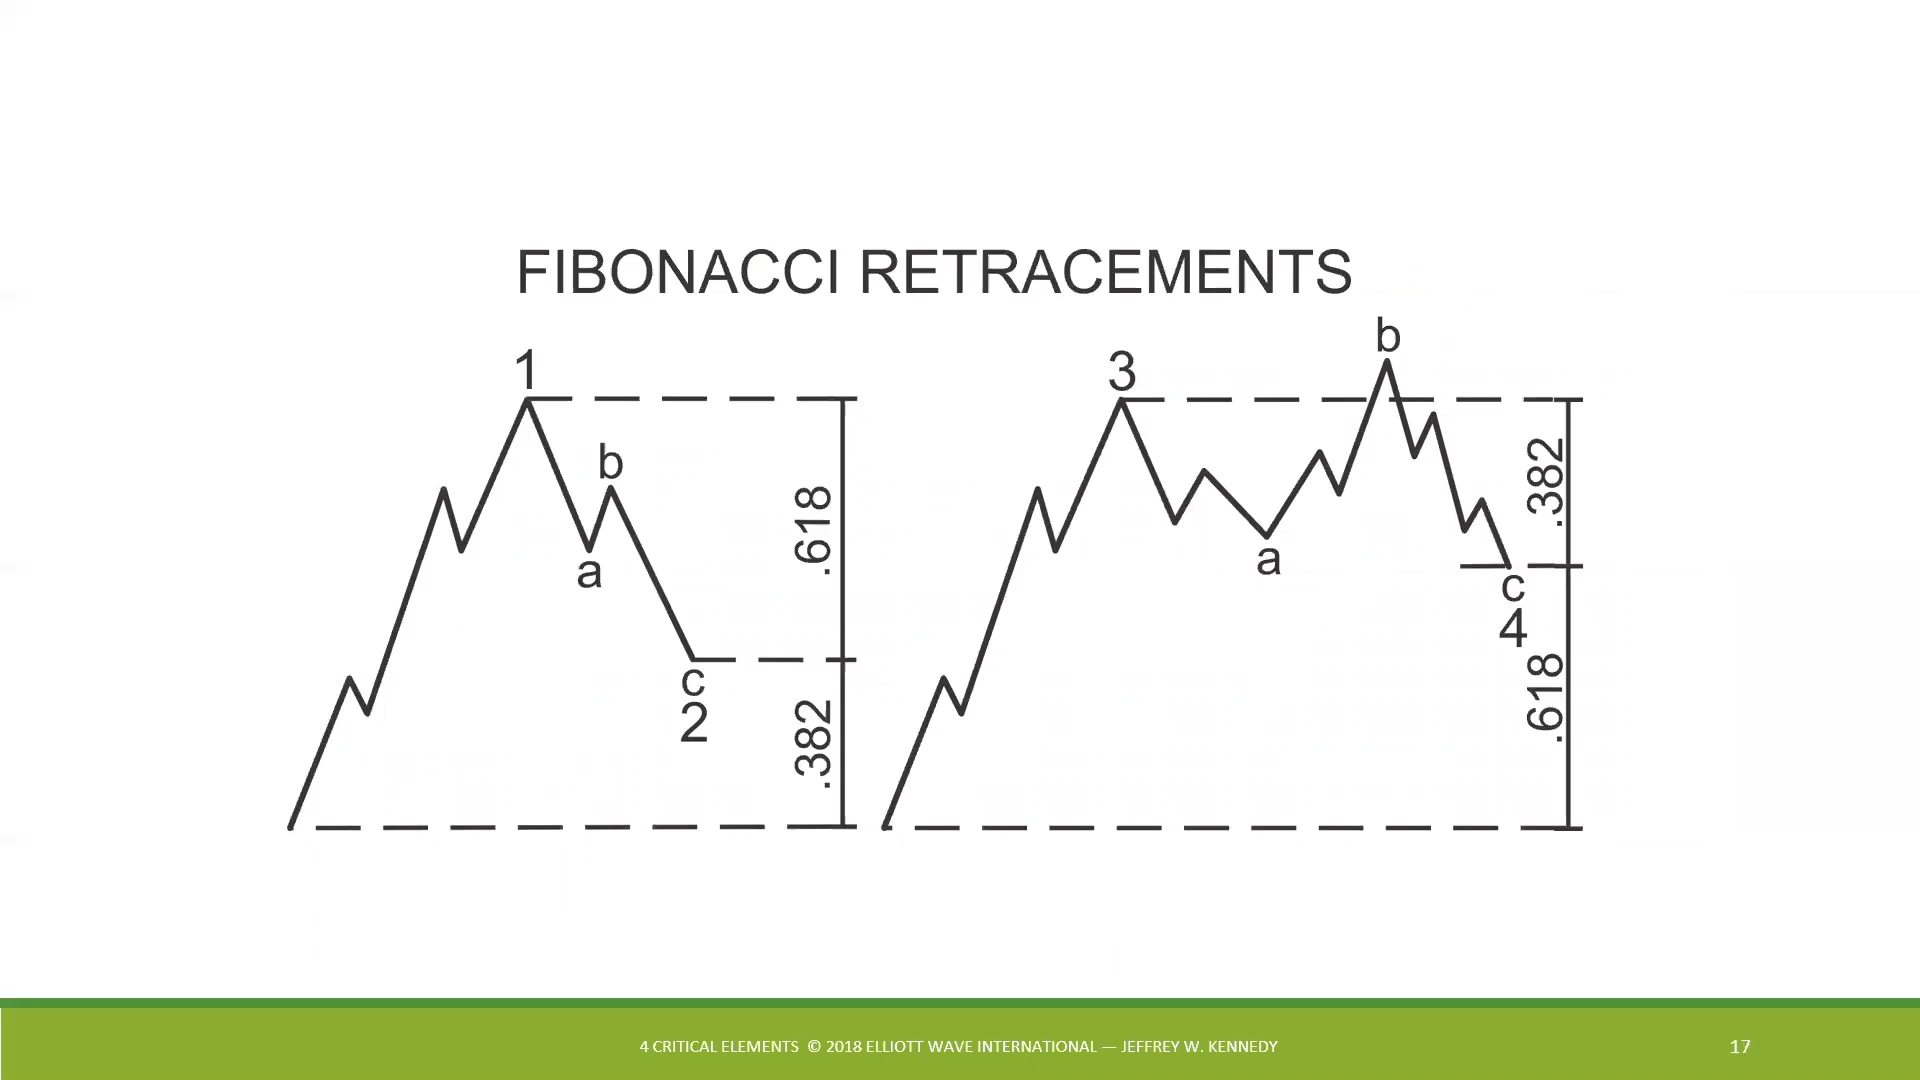 FIBONACCI RETRACEMENTS
1
b
a
c
2
.618
.382
3
b
a
c
4
.382
.618
4 CRITICAL ELEMENTS © 2018 ELLIOTT WAVE INTERNATIONAL — JEFFREY W. KENNEDY
17